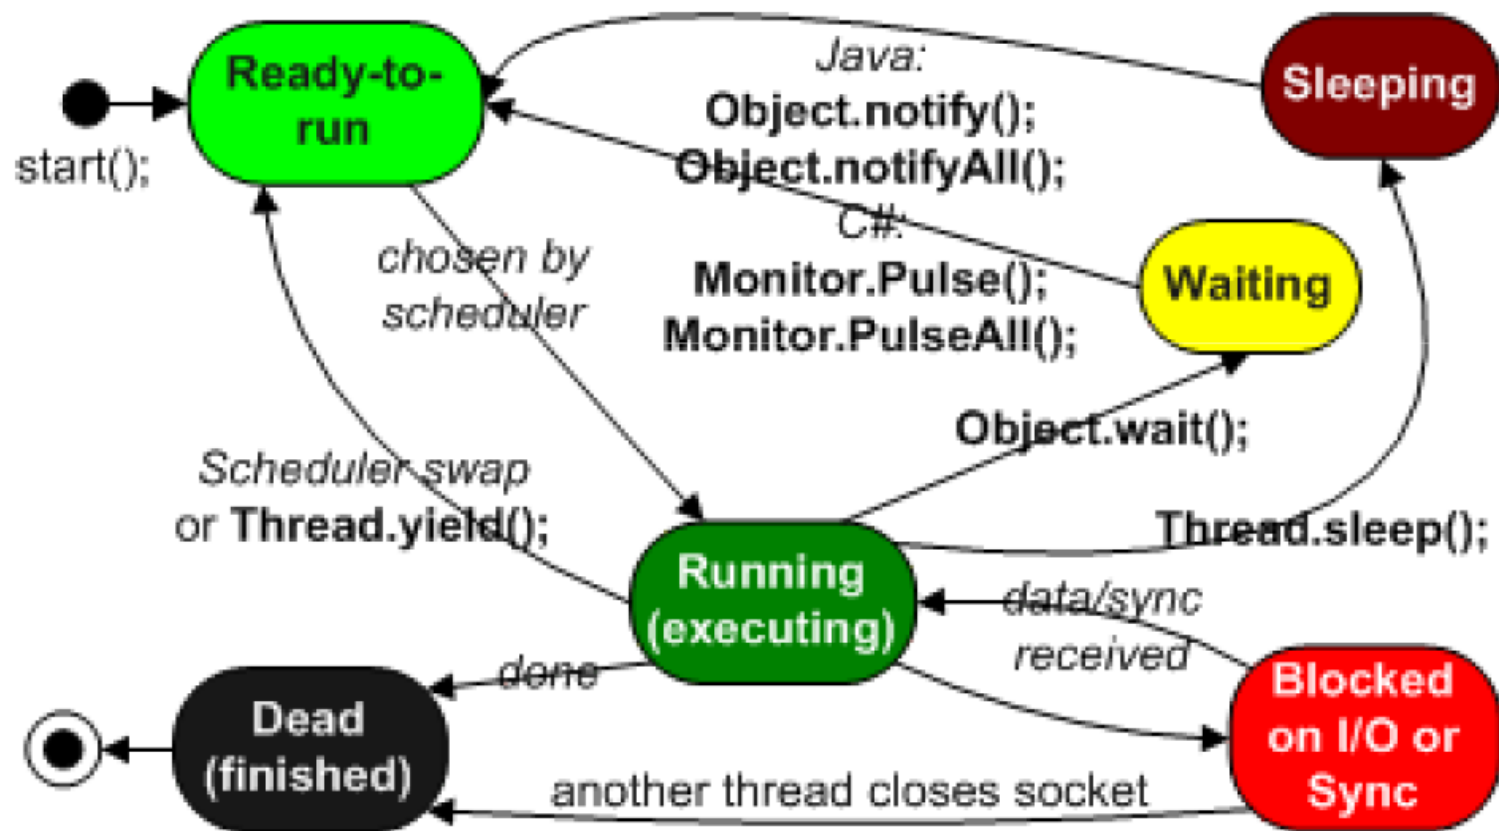 Ready-to-
run
start();
Java:
Object.notify();
Object.notifyAll();
C#:
Monitor.Pulse();
Monitor.PulseAll();
Sleeping
Waiting
chosen by
scheduler
Object.wait();
Scheduler swap
or Thread.yield();
Thread.sleep();
Running
(executing)
data/sync
received
done
Dead
(finished)
Blocked
on I/O or
Sync
another thread closes socket